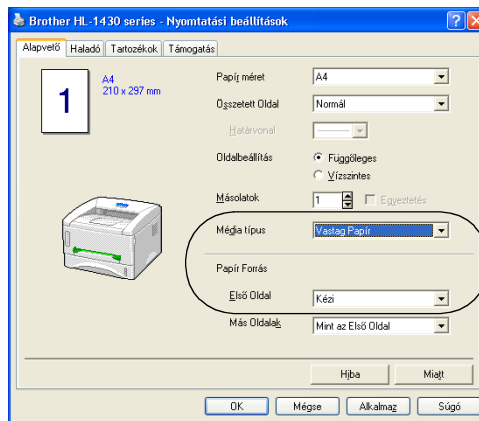 Brother HL-1430 series - Nyomtatási beállítások
Alapvető Haladó Tartozékok Támogatás
1
A4
210 x 297 mm
Papír méret A4
Összetett Oldal Normál
Határvonal
Oldalbeállítás Függőleges
Vízszintes
Másolatok 1 Egyeztetés
Média típus Vastag Papír
Papír Forrás
Első Oldal Kézi
Más Oldalak Mint az Első Oldal
Hiba Miatt
OK Mégse Alkalmaz Súgó